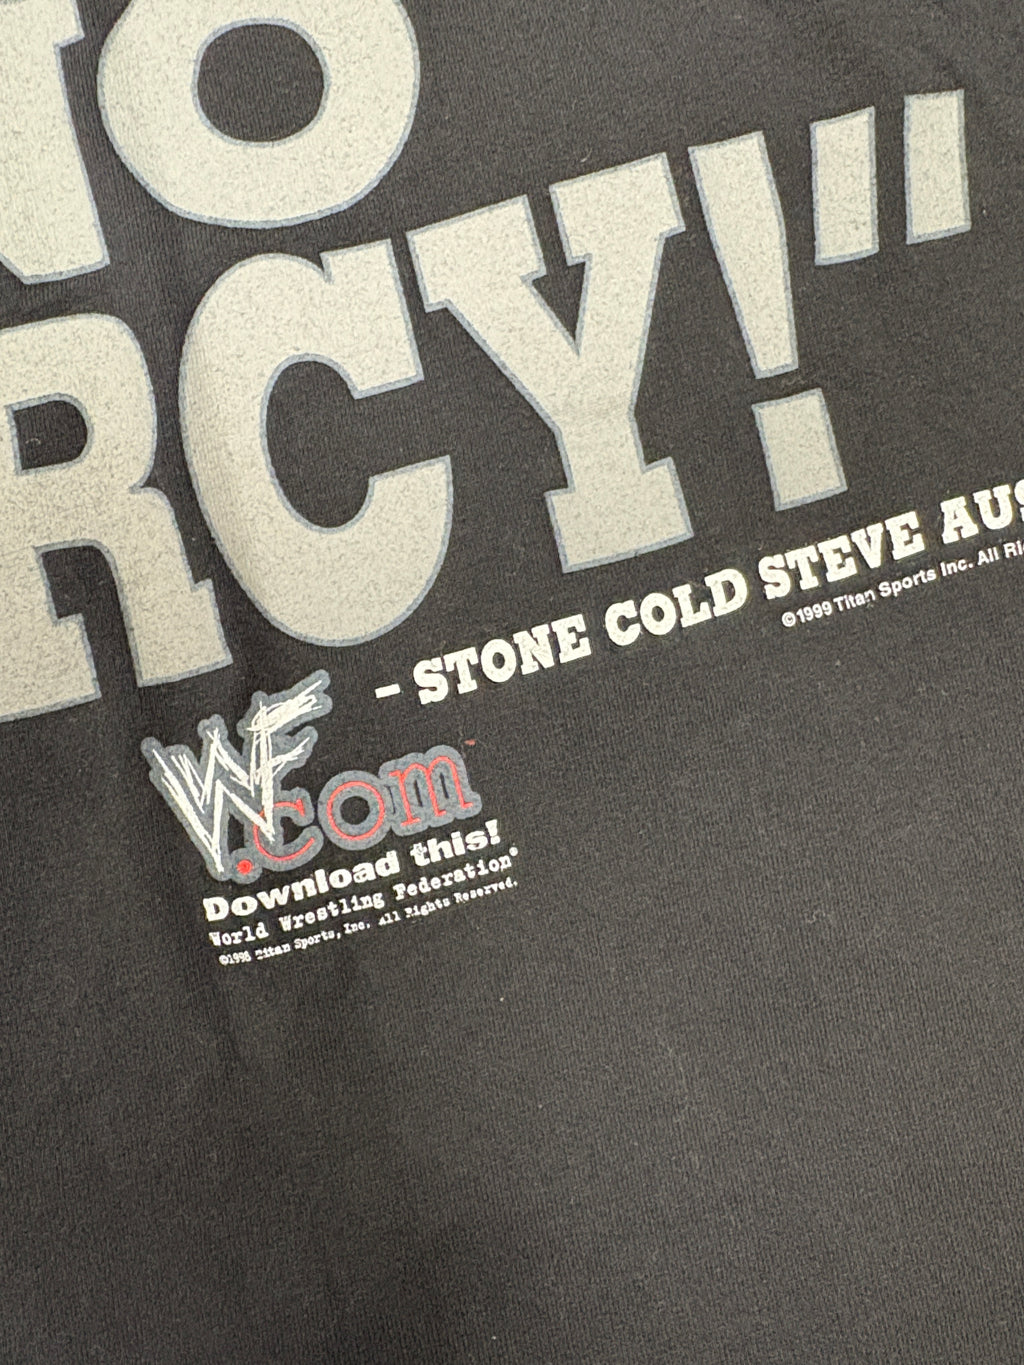 NO
RCY!"
- STONE COLD STEVE AUS
©1999 Titan Sports Inc. All Ri
WF
.com™
Download this!
World Wrestling Federation®
©1998 Titan Sports, Inc. All Rights Reserved.